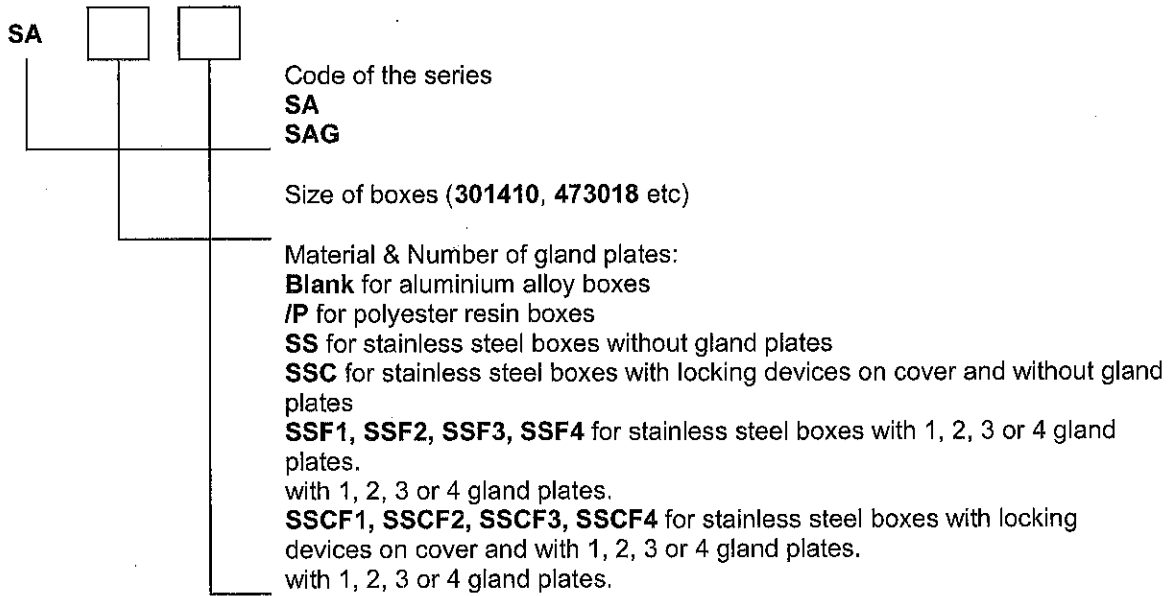 SA
Code of the series
SA
SAG
Size of boxes (301410, 473018 etc)
Material & Number of gland plates:
Blank for aluminium alloy boxes
/P for polyester resin boxes
SS for stainless steel boxes without gland plates
SSC for stainless steel boxes with locking devices on cover and without gland
plates
SSF1, SSF2, SSF3, SSF4 for stainless steel boxes with 1, 2, 3 or 4 gland
plates.
with 1, 2, 3 or 4 gland plates.
SSCF1, SSCF2, SSCF3, SSCF4 for stainless steel boxes with locking
devices on cover and with 1, 2, 3 or 4 gland plates.
with 1, 2, 3 or 4 gland plates.